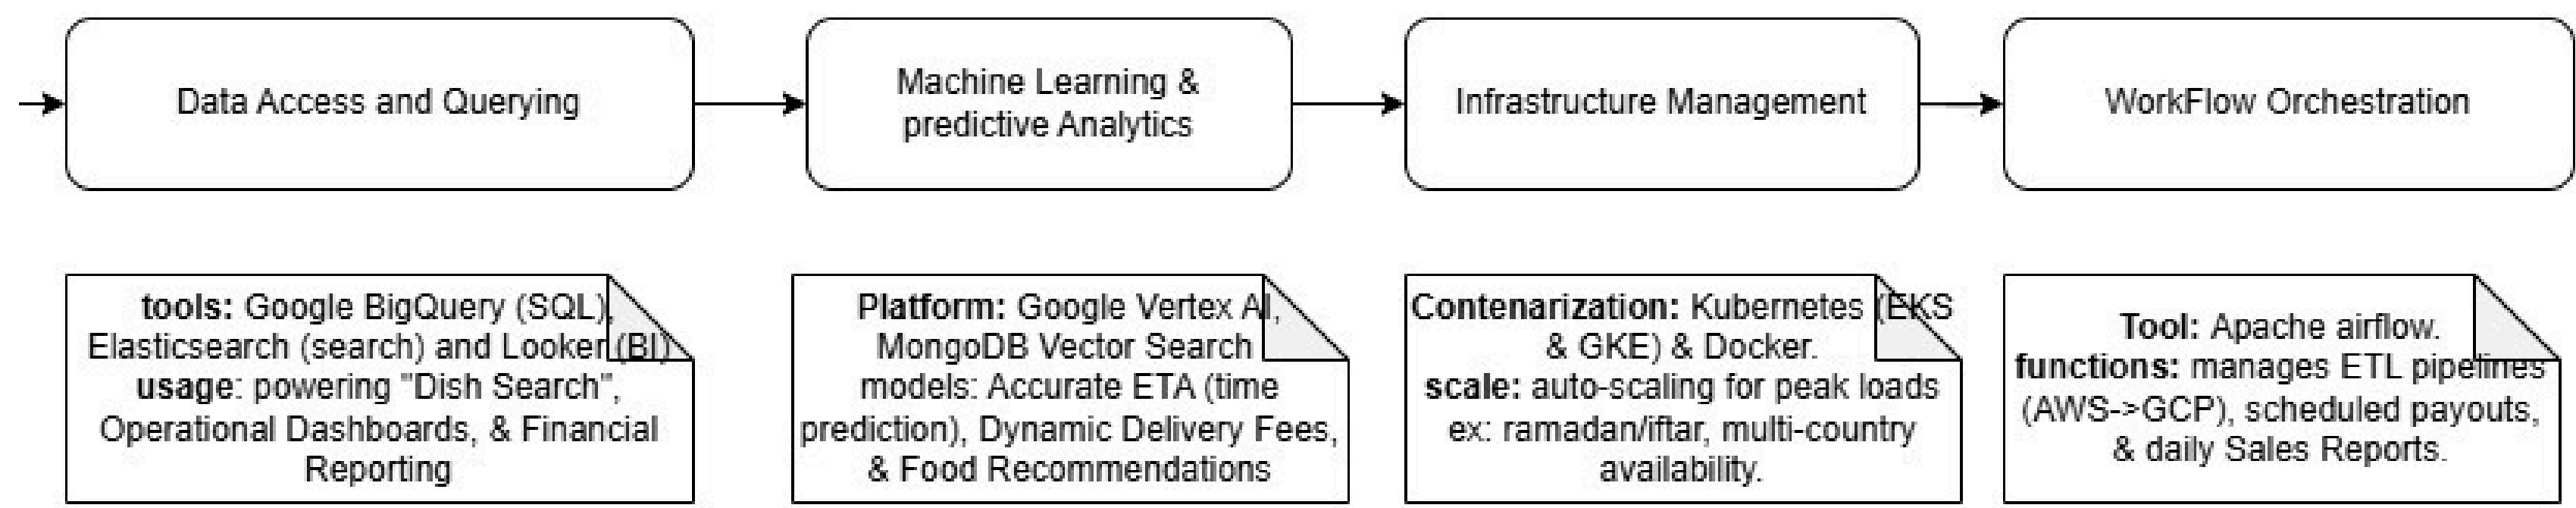 Data Access and Querying
Machine Learning &
predictive Analytics
Infrastructure Management
WorkFlow Orchestration
tools: Google BigQuery (SQL),
Elasticsearch (search) and Looker (BI)
usage: powering "Dish Search",
Operational Dashboards, & Financial
Reporting
Platform: Google Vertex AI,
MongoDB Vector Search
models: Accurate ETA (time
prediction), Dynamic Delivery Fees,
& Food Recommendations
Contenarization: Kubernetes (EKS
& GKE) & Docker.
scale: auto-scaling for peak loads
ex: ramadan/iftar, multi-country
availability.
Tool: Apache airflow.
functions: manages ETL pipelines
(AWS->GCP), scheduled payouts,
& daily Sales Reports.